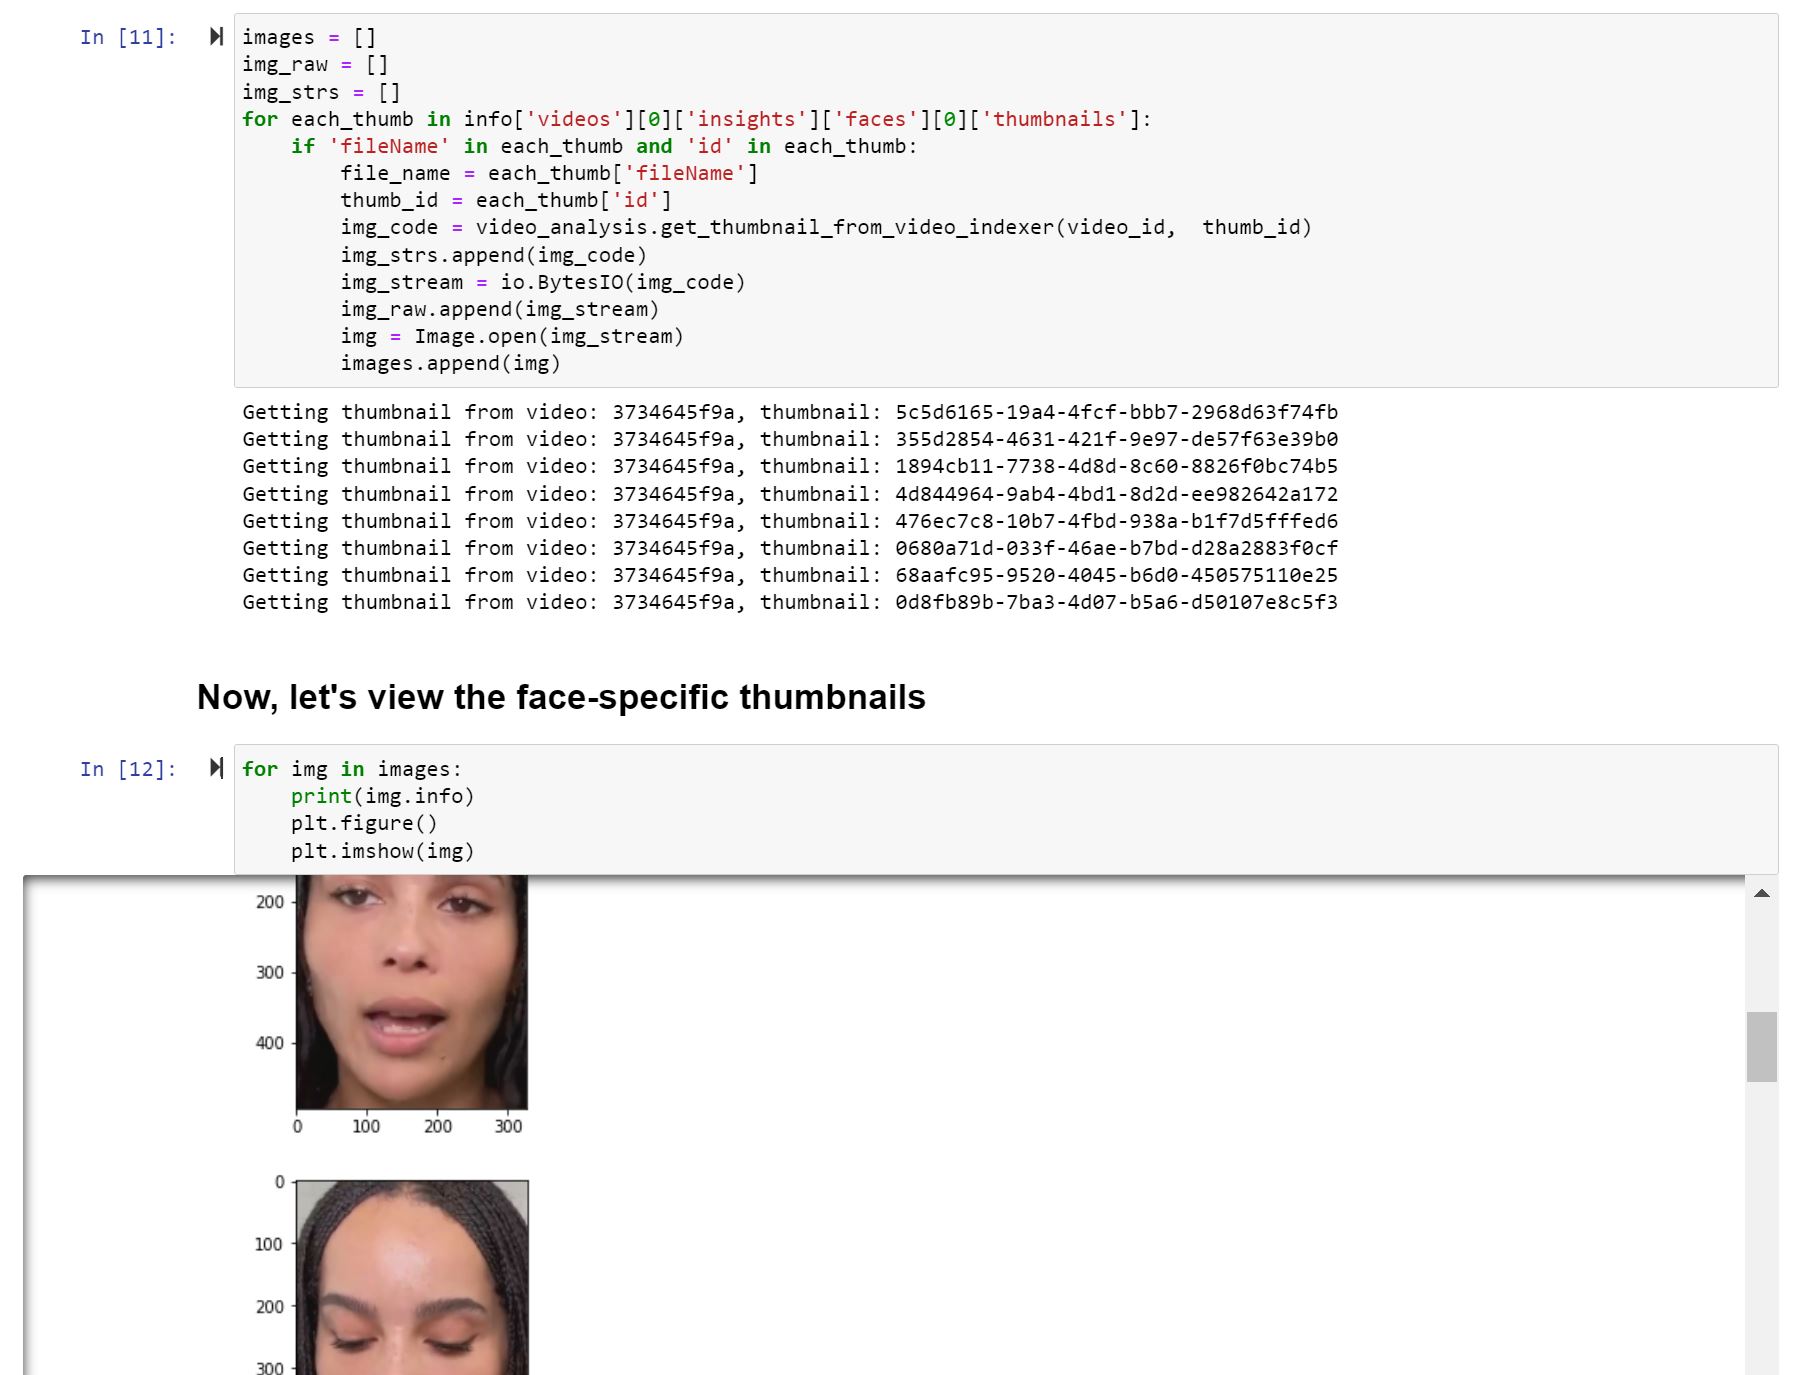 In [11]:
images = []
img_raw = []
img_strs = []
for each_thumb in info['videos'][0]['insights']['faces'][0]['thumbnails']:
    if 'fileName' in each_thumb and 'id' in each_thumb:
        file_name = each_thumb['fileName']
        thumb_id = each_thumb['id']
        img_code = video_analysis.get_thumbnail_from_video_indexer(video_id,  thumb_id)
        img_strs.append(img_code)
        img_stream = io.BytesIO(img_code)
        img_raw.append(img_stream)
        img = Image.open(img_stream)
        images.append(img)
Getting thumbnail from video: 3734645f9a, thumbnail: 5c5d6165-19a4-4fcf-bbb7-2968d63f74fb
Getting thumbnail from video: 3734645f9a, thumbnail: 355d2854-4631-421f-9e97-de57f63e39b0
Getting thumbnail from video: 3734645f9a, thumbnail: 1894cb11-7738-4d8d-8c60-8826f0bc74b5
Getting thumbnail from video: 3734645f9a, thumbnail: 4d844964-9ab4-4bd1-8d2d-ee982642a172
Getting thumbnail from video: 3734645f9a, thumbnail: 476ec7c8-10b7-4fbd-938a-b1f7d5fffed6
Getting thumbnail from video: 3734645f9a, thumbnail: 0680a71d-033f-46ae-b7bd-d28a2883f0cf
Getting thumbnail from video: 3734645f9a, thumbnail: 68aafc95-9520-4045-b6d0-450575110e25
Getting thumbnail from video: 3734645f9a, thumbnail: 0d8fb89b-7ba3-4d07-b5a6-d50107e8c5f3
Now, let's view the face-specific thumbnails
In [12]:
for img in images:
    print(img.info)
    plt.figure()
    plt.imshow(img)
200
300
400
0 100 200 300
0
100
200
300